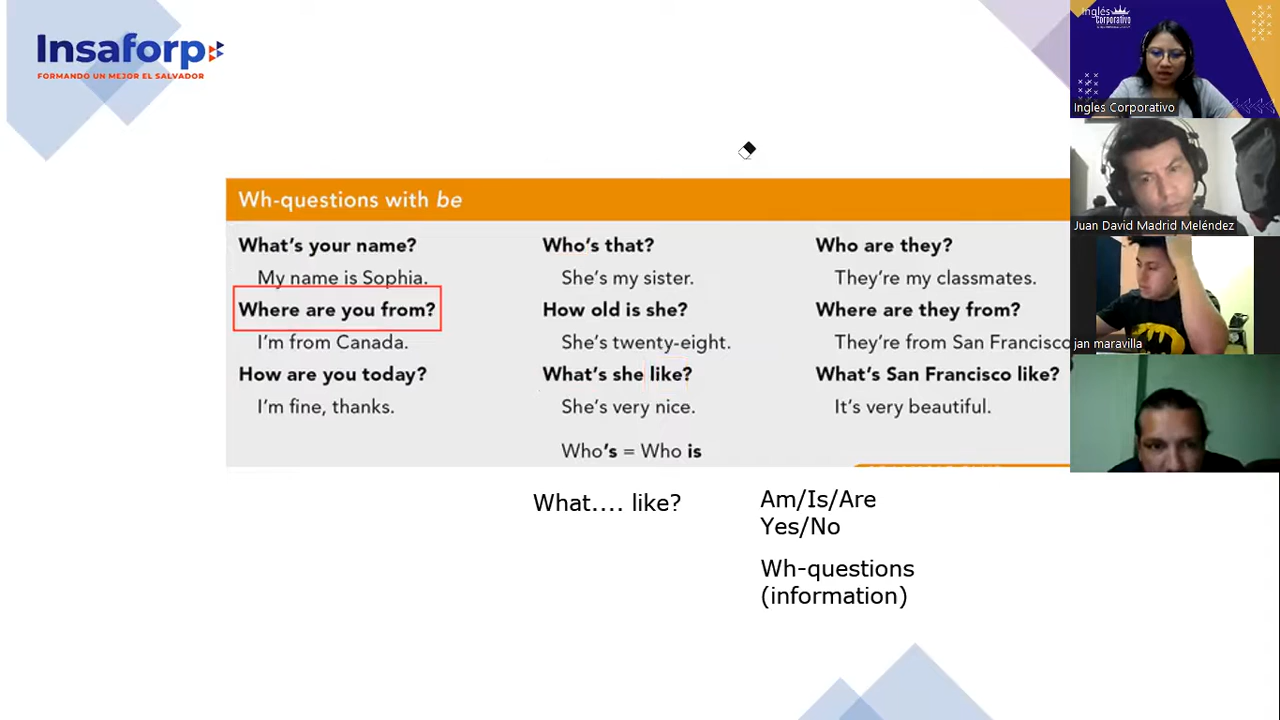 Insaforp
FORMANDO UN MEJOR EL SALVADOR
Wh-questions with be
What's your name?
My name is Sophia.
Where are you from?
I'm from Canada.
How are you today?
I'm fine, thanks.
Who's that?
She's my sister.
How old is she?
She's twenty-eight.
What's she like?
She's very nice.
Who's = Who is
Who are they?
They're my classmates.
Where are they from?
They're from San Francisco
What's San Francisco like?
It's very beautiful.
What.... like?
Am/Is/Are
Yes/No
Wh-questions
(information)
Inglés
Corporativo
Ingles Corporativo
Juan David Madrid Meléndez
jan maravilla